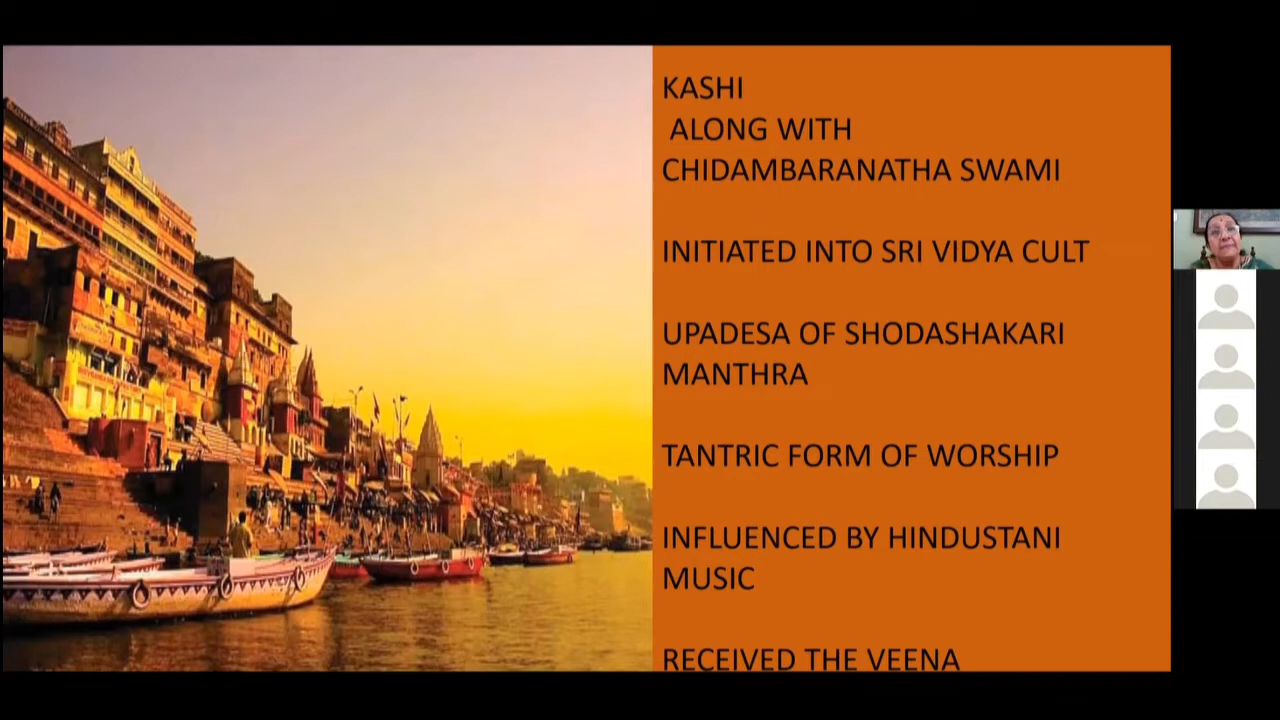 KASHI
ALONG WITH
CHIDAMBARANATHA SWAMI
INITIATED INTO SRI VIDYA CULT
UPADESA OF SHODASHAKARI
MANTHRA
TANTRIC FORM OF WORSHIP
INFLUENCED BY HINDUSTANI
MUSIC
RECEIVED THE VEENA